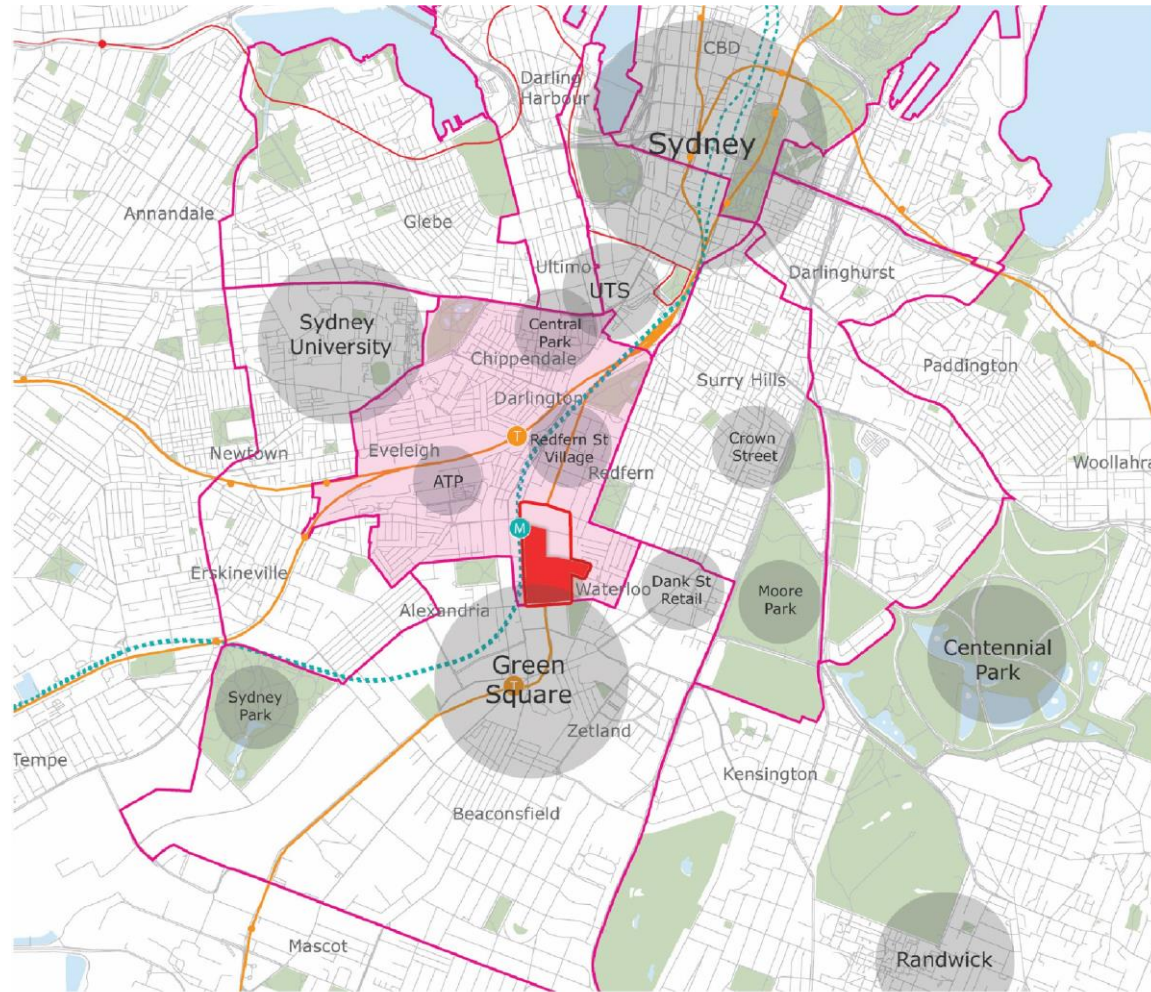 CBD
Darling
Harbour
Sydney
Annandale
Glebe
Ultimo
UTS
Darlinghurst
Sydney
University
Central
Park
Chippendale
Paddington
Surry Hills
Darlington
T
Redfern St
Village
Crown
Street
Newtown
Eveleigh
ATP
Redfern
Woollahra
M
Erskineville
Waterloo
Dank St
Retail
Moore
Park
Alexandria
Centennial
Park
Green
Square
T
Sydney
Park
Zetland
Tempe
Kensington
Beaconsfield
Mascot
Randwick